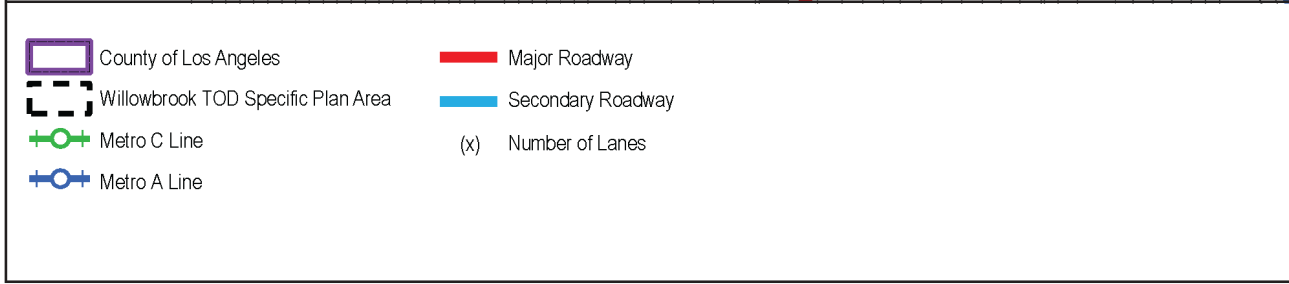 County of Los Angeles
Willowbrook TOD Specific Plan Area
Metro C Line
Metro A Line
Major Roadway
Secondary Roadway
(x) Number of Lanes